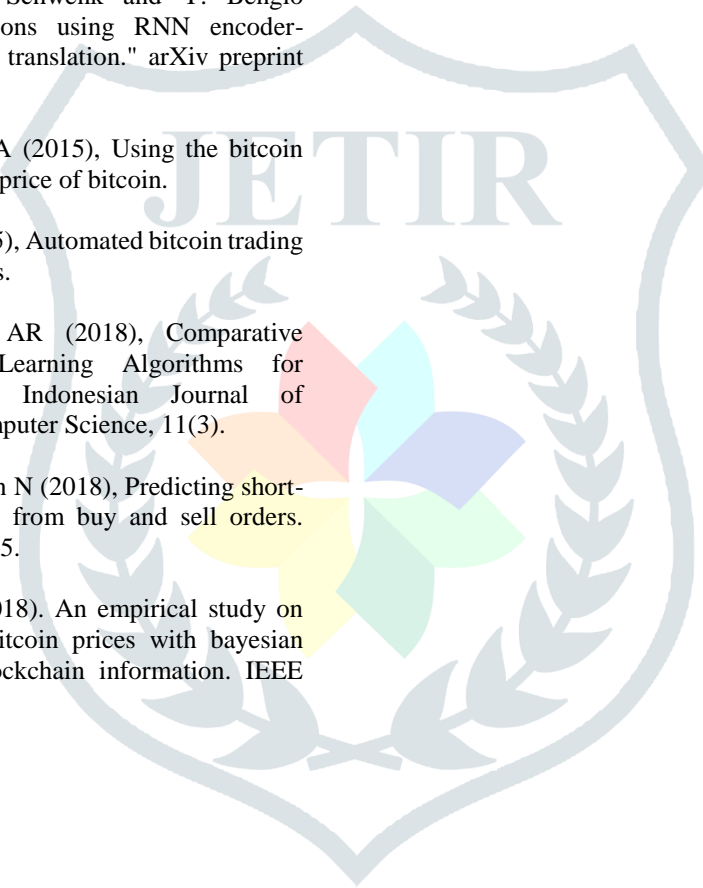 Schwenk and Y. Bengio
ons using RNN encoder-
translation." arXiv preprint
A (2015), Using the bitcoin
price of bitcoin.
5), Automated bitcoin trading
s.
AR (2018), Comparative
Learning Algorithms for
Indonesian Journal of
nputer Science, 11(3).
n N (2018), Predicting short-
from buy and sell orders.
5.
018). An empirical study on
itcoin prices with bayesian
ockchain information. IEEE
JETIR